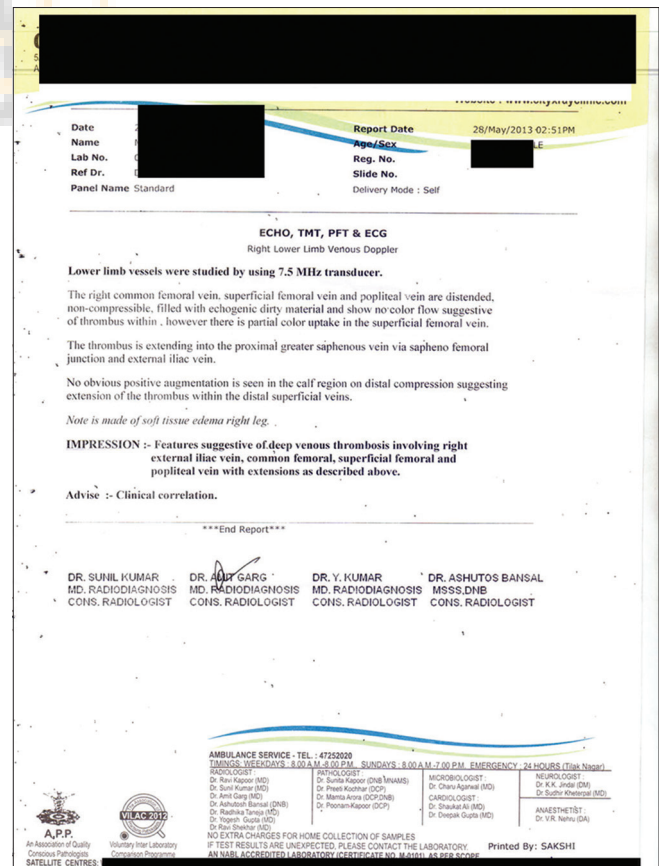 Date
Report Date 28/May/2013 02:51PM
Name
Age/Sex LE
Lab No.
Reg. No.
Ref Dr.
Slide No.
Panel Name Standard
Delivery Mode : Self
ECHO, TMT, PFT & ECG
Right Lower Limb Venous Doppler
Lower limb vessels were studied by using 7.5 MHz transducer.
The right common femoral vein, superficial femoral vein and popliteal vein are distended,
non-compressible, filled with echogenic dirty material and show no color flow suggestive
of thrombus within , however there is partial color uptake in the superficial femoral vein.
The thrombus is extending into the proximal greater saphenous vein via sapheno femoral
junction and external iliac vein.
No obvious positive augmentation is seen in the calf region on distal compression suggesting
extension of the thrombus within the distal superficial veins.
Note is made of soft tissue edema right leg.
IMPRESSION :- Features suggestive of deep venous thrombosis involving right
external iliac vein, common femoral, superficial femoral and
popliteal vein with extensions as described above.
Advise :- Clinical correlation.
***End Report***
DR. SUNIL KUMAR DR. AMIT GARG DR. Y. KUMAR DR. ASHUTOS BANSAL
MD. RADIODIAGNOSIS MD. RADIODIAGNOSIS MD. RADIODIAGNOSIS MSSS,DNB
CONS. RADIOLOGIST CONS. RADIOLOGIST CONS. RADIOLOGIST CONS. RADIOLOGIST
AMBULANCE SERVICE - TEL. : 47252020
TIMINGS: WEEKDAYS : 8.00 A.M.-8.00 P.M. SUNDAYS : 8.00 A.M.-7.00 P.M. EMERGENCY : 24 HOURS (Tilak Nagar)
RADIOLOGIST :
Dr. Ravi Kapoor (MD)
Dr. Sunil Kumar (MD)
Dr. Amit Garg (MD)
Dr. Ashutosh Bansal (DNB)
Dr. Radhika Taneja (MD)
Dr. Yogesh Gupta (MD)
Dr. Ravi Shekhar (MD)
PATHOLOGIST :
Dr. Sunita Kapoor (DNB MNAMS)
Dr. Preeti Kochhar (DCP)
Dr. Mamta Arora (DCP,DNB)
Dr. Poonam Kapoor (DCP)
MICROBIOLOGIST :
Dr. Charu Agarwal (MD)
CARDIOLOGIST :
Dr. Shaukat Ali (MD)
Dr. Deepak Gupta (MD)
NEUROLOGIST :
Dr. K.K. Jindal (DM)
Dr. Sudhir Kheterpal (MD)
ANAESTHETIST :
Dr. V.R. Nehru (DA)
NO EXTRA CHARGES FOR HOME COLLECTION OF SAMPLES
IF TEST RESULTS ARE UNEXPECTED, PLEASE CONTACT THE LABORATORY.
Printed By: SAKSHI
AN NABL ACCREDITED LABORATORY (CERTIFICATE NO. M-0101) AS PER SCOPE
A.P.P.
An Association of Quality
Conscious Pathologists
VILAC 2012
Voluntary Inter Laboratory
Comparison Programme
SATELLITE CENTRES: